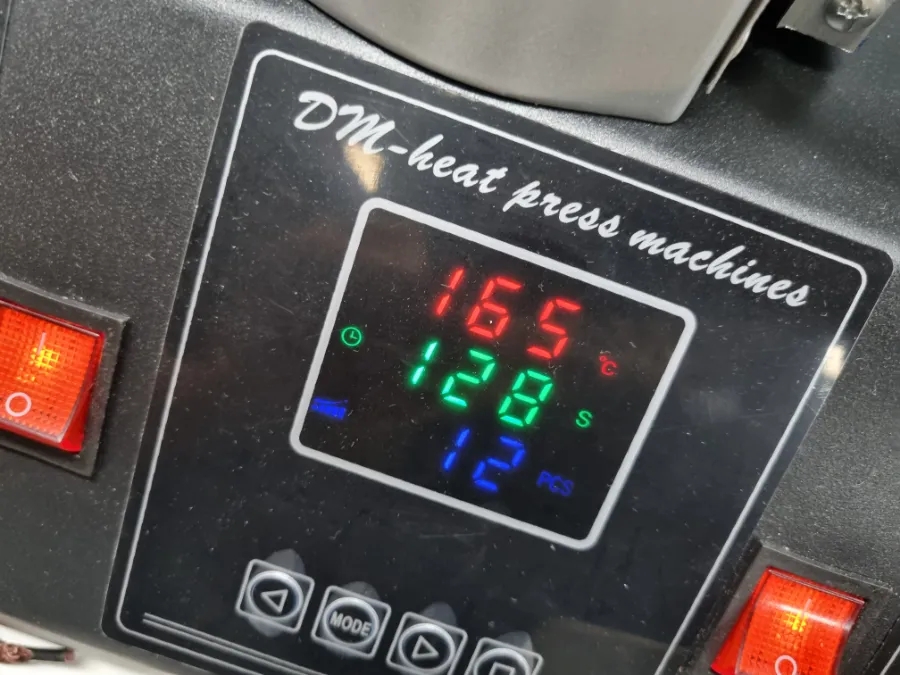 DM-heat press machines
165 °C
128 S
12 PCS
MODE